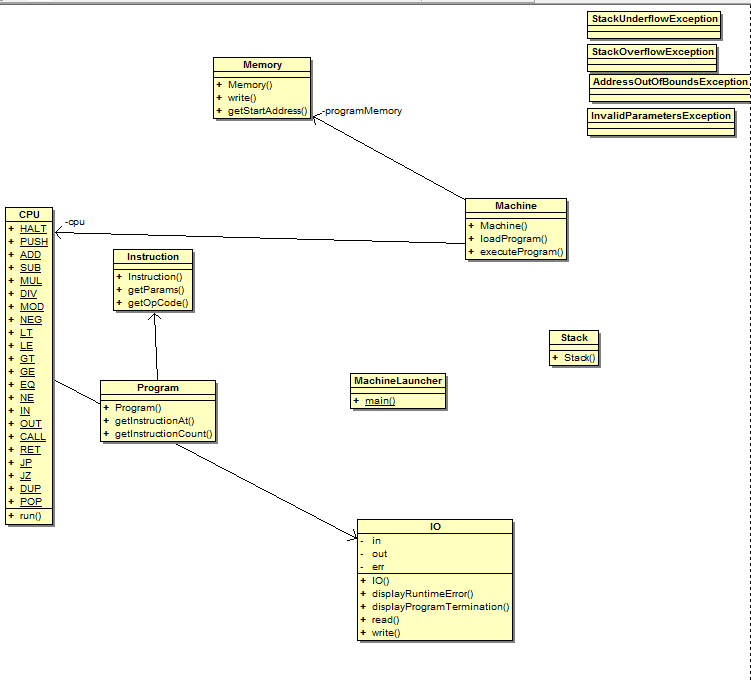 StackUnderflowException
StackOverflowException
AddressOutOfBoundsException
InvalidParametersException
Memory
+ Memory()
+ write()
+ getStartAddress()
-programMemory
Machine
+ Machine()
+ loadProgram()
+ executeProgram()
CPU
+ HALT
+ PUSH
+ ADD
+ SUB
+ MUL
+ DIV
+ MOD
+ NEG
+ LT
+ LE
+ GT
+ GE
+ EQ
+ NE
+ IN
+ OUT
+ CALL
+ RET
+ JP
+ JZ
+ DUP
+ POP
+ run()
-cpu
Instruction
+ Instruction()
+ getParams()
+ getOpCode()
Stack
+ Stack()
MachineLauncher
+ main()
Program
+ Program()
+ getInstructionAt()
+ getInstructionCount()
IO
- in
- out
- err
+ IO()
+ displayRuntimeError()
+ displayProgramTermination()
+ read()
+ write()